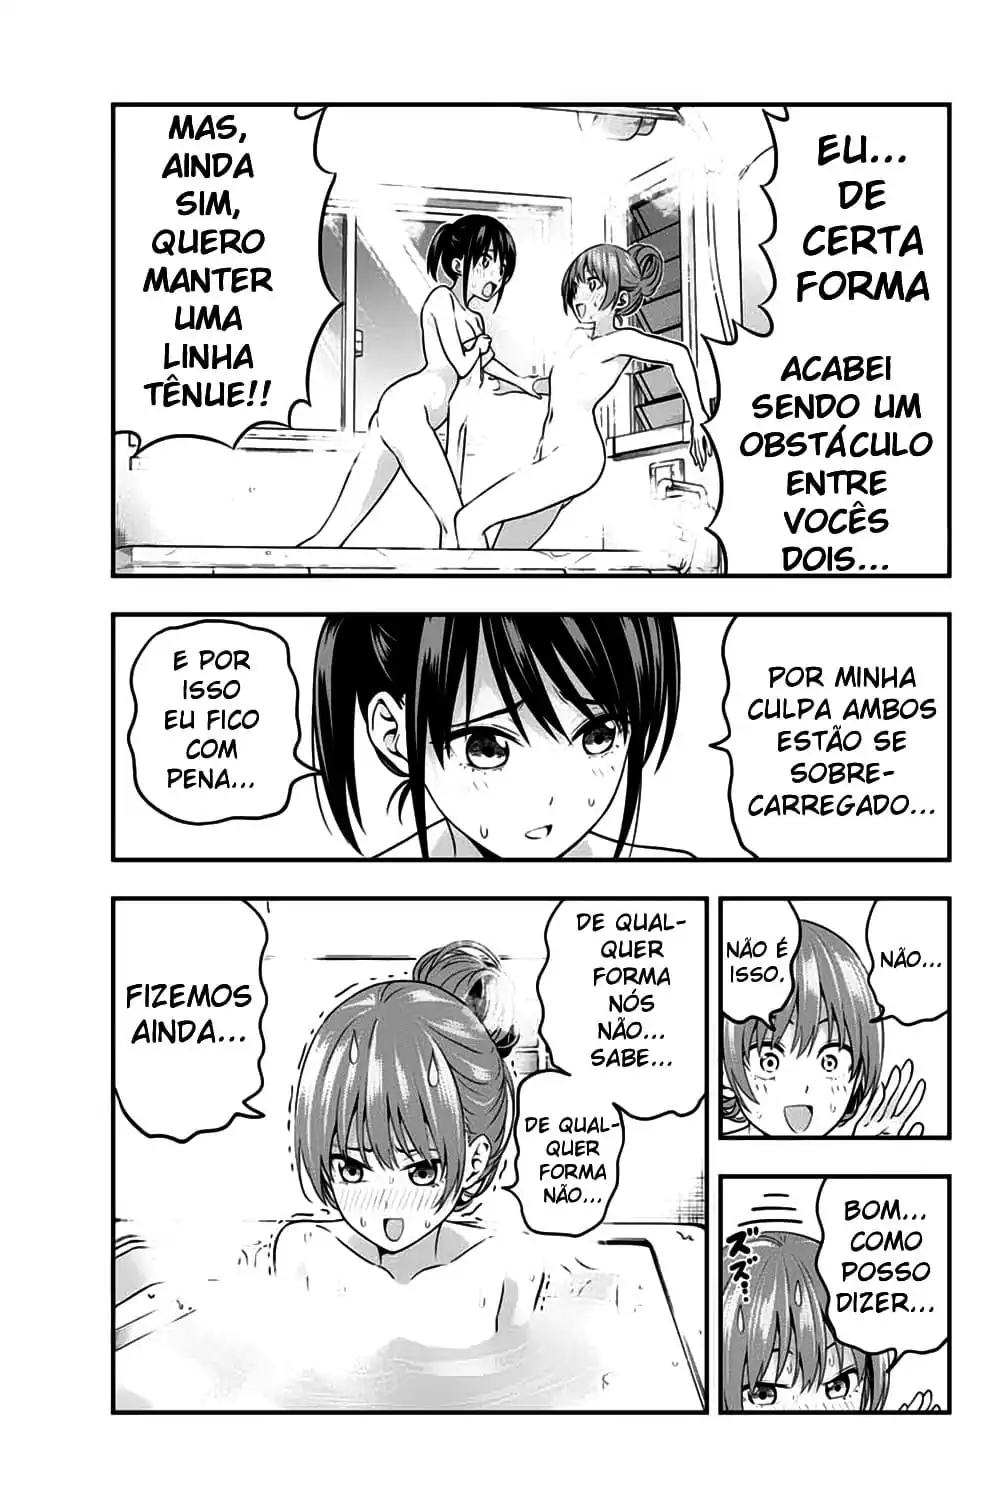 EU...
DE
CERTA
FORMA
ACABEI
SENDO UM
OBSTÁCULO
ENTRE
VOCÊS
DOIS...
MAS,
AINDA
SIM,
QUERO
MANTER
UMA
LINHA
TÊNUE!!
POR MINHA
CULPA AMBOS
ESTÃO SE
SOBRE-
CARREGADO...
E POR
ISSO
EU FICO
COM
PENA...
NÃO...
NÃO É
ISSO.
BOM...
COMO
POSSO
DIZER...
ズズ...
DE QUAL-
QUER
FORMA
NÓS
NÃO...
SABE...
DE QUAL-
QUER
FORMA
NÃO...
FIZEMOS
AINDA...